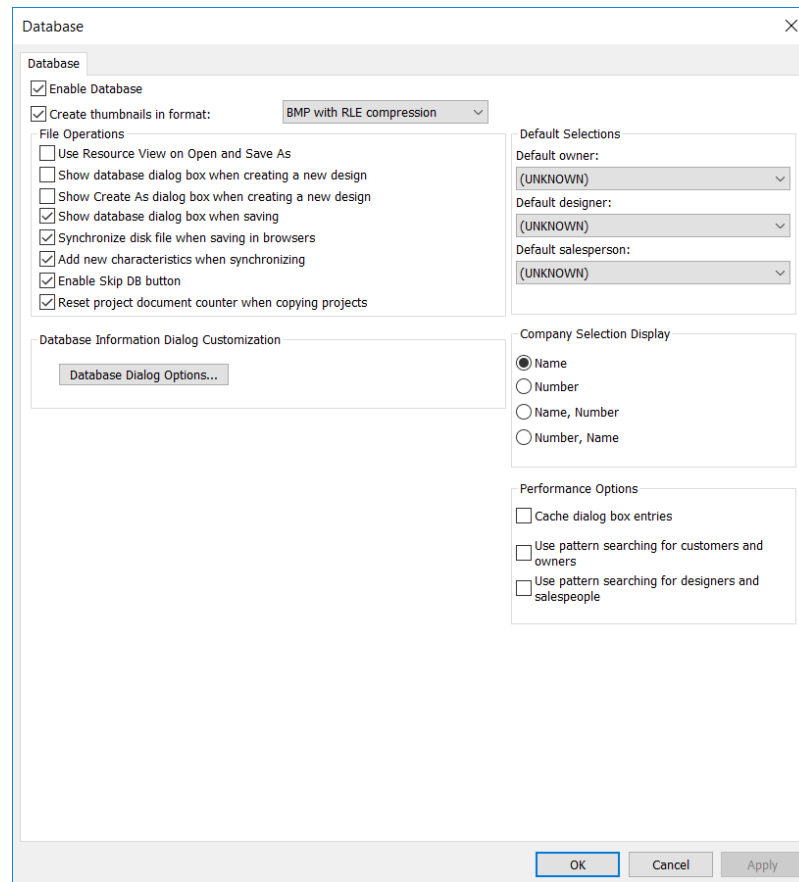 Database
Database
Enable Database
Create thumbnails in format:
BMP with RLE compression
File Operations
Use Resource View on Open and Save As
Show database dialog box when creating a new design
Show Create As dialog box when creating a new design
Show database dialog box when saving
Synchronize disk file when saving in browsers
Add new characteristics when synchronizing
Enable Skip DB button
Reset project document counter when copying projects
Database Information Dialog Customization
Database Dialog Options...
Default Selections
Default owner:
(UNKNOWN)
Default designer:
(UNKNOWN)
Default salesperson:
(UNKNOWN)
Company Selection Display
Name
Number
Name, Number
Number, Name
Performance Options
Cache dialog box entries
Use pattern searching for customers and
owners
Use pattern searching for designers and
salespeople
OK
Cancel
Apply